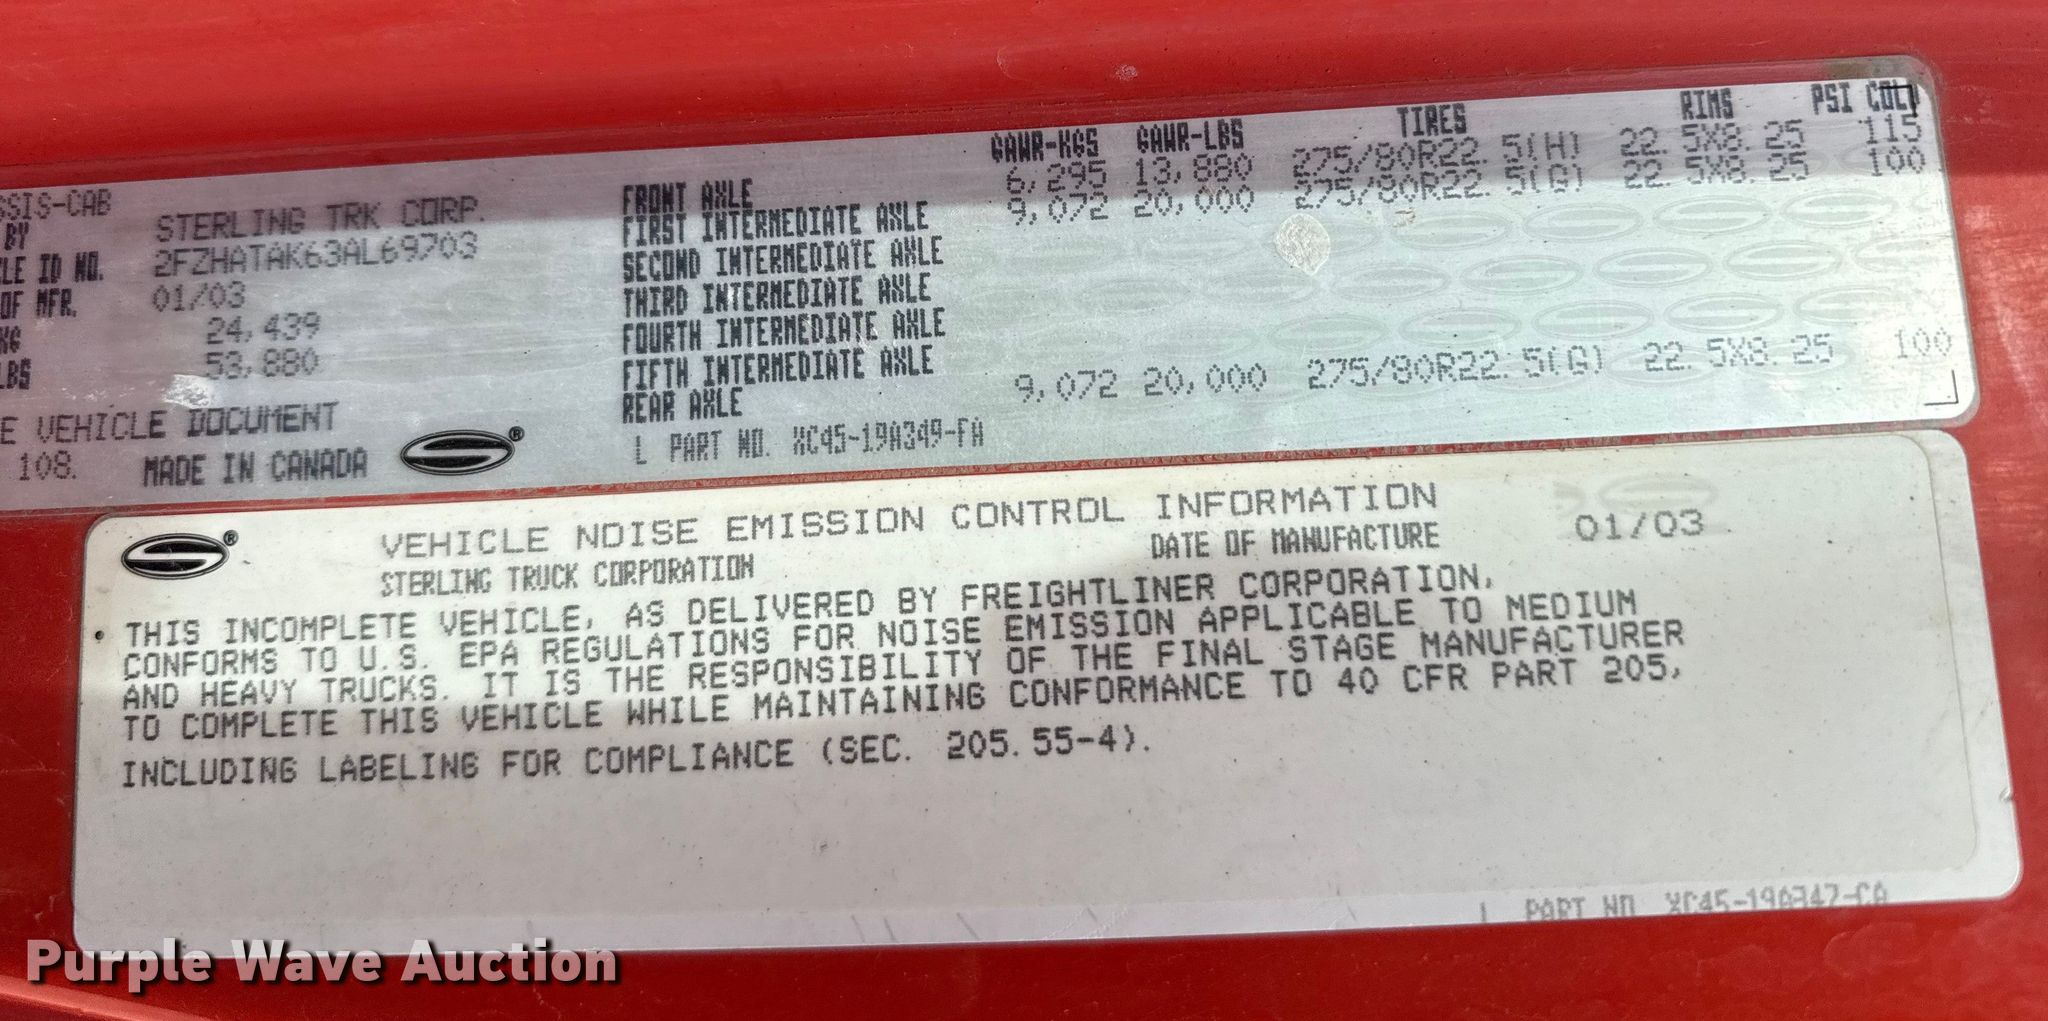 GAWR-KGS GAWR-LBS TIRES RIMS PSI COLD
SSIS-CAB FRONT AXLE 6,295 13,880 275/80R22.5(H) 22.5X8.25 115
BY STERLING TRK CORP. FIRST INTERMEDIATE AXLE 9,072 20,000 275/80R22.5(G) 22.5X8.25 100
CLE ID NO. 2FZHATAK63AL69703 SECOND INTERMEDIATE AXLE
OF MFR. 01/03 THIRD INTERMEDIATE AXLE
KG 24,439 FOURTH INTERMEDIATE AXLE
LBS 53,880 FIFTH INTERMEDIATE AXLE
REAR AXLE 9,072 20,000 275/80R22.5(G) 22.5X8.25 100
E VEHICLE DOCUMENT
108. MADE IN CANADA ® L PART NO. XC45-19A349-FA
® VEHICLE NOISE EMISSION CONTROL INFORMATION
STERLING TRUCK CORPORATION DATE OF MANUFACTURE 01/03
THIS INCOMPLETE VEHICLE, AS DELIVERED BY FREIGHTLINER CORPORATION,
CONFORMS TO U.S. EPA REGULATIONS FOR NOISE EMISSION APPLICABLE TO MEDIUM
AND HEAVY TRUCKS. IT IS THE RESPONSIBILITY OF THE FINAL STAGE MANUFACTURER
TO COMPLETE THIS VEHICLE WHILE MAINTAINING CONFORMANCE TO 40 CFR PART 205,
INCLUDING LABELING FOR COMPLIANCE (SEC. 205.55-4).
L PART NO. XC45-19A347-CA
Purple Wave Auction